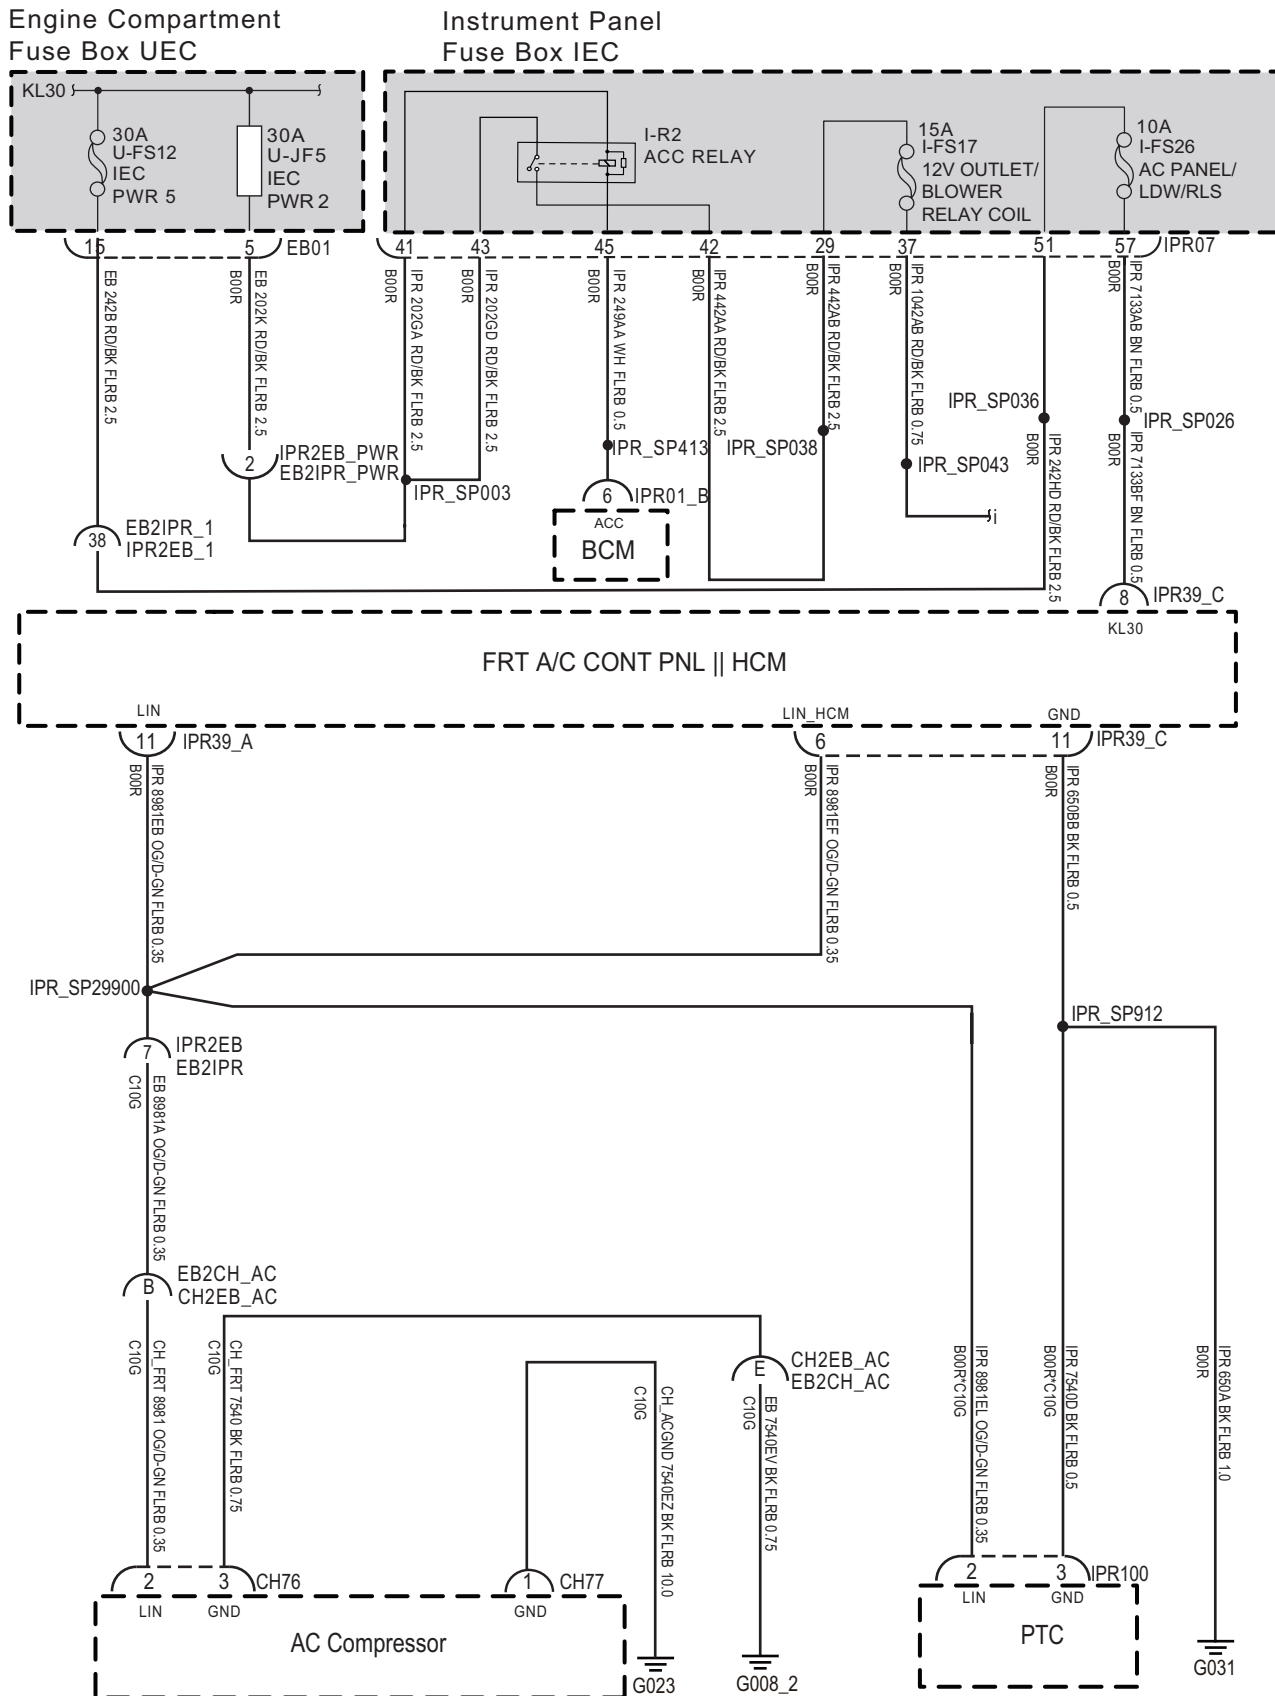 Engine Compartment
Fuse Box UEC
Instrument Panel
Fuse Box IEC
KL30
30A
U-FS12
IEC
PWR 5
30A
U-JF5
IEC
PWR 2
I-R2
ACC RELAY
15A
I-FS17
12V OUTLET/
BLOWER
RELAY COIL
10A
I-FS26
AC PANEL/
LDW/RLS
15
5
EB01
41
43
45
42
29
37
51
57
IPR07
EB 242B RD/BK FLRB 2.5
B00R
EB 202K RD/BK FLRB 2.5
B00R
IPR 202GA RD/BK FLRB 2.5
B00R
IPR 202GD RD/BK FLRB 2.5
B00R
IPR 249AA WH FLRB 0.5
B00R
IPR 442AA RD/BK FLRB 2.5
B00R
IPR 442AB RD/BK FLRB 2.5
B00R
IPR 1042AB RD/BK FLRB 0.75
B00R
IPR 7133AB BN FLRB 0.5
IPR_SP036
IPR_SP026
IPR_SP413
IPR_SP038
IPR_SP043
B00R
IPR 242HD RD/BK FLRB 2.5
B00R
IPR 7133BF BN FLRB 0.5
2
IPR2EB_PWR
EB2IPR_PWR
IPR_SP003
6
IPR01_B
ACC
BCM
i
38
EB2IPR_1
IPR2EB_1
8
IPR39_C
KL30
FRT A/C CONT PNL || HCM
LIN
LIN_HCM
GND
11
IPR39_A
6
11
IPR39_C
B00R
IPR 8981EB OG/D-GN FLRB 0.35
B00R
IPR 8981EF OG/D-GN FLRB 0.35
B00R
IPR 650BB BK FLRB 0.5
IPR_SP29900
IPR_SP912
7
IPR2EB
EB2IPR
C10G
EB 8981A OG/D-GN FLRB 0.35
B
EB2CH_AC
CH2EB_AC
C10G
CH_FRT 8981 OG/D-GN FLRB 0.35
C10G
CH_FRT 7540 BK FLRB 0.75
C10G
CH_ACGND 7540EZ BK FLRB 10.0
E
CH2EB_AC
EB2CH_AC
C10G
EB 7540EV BK FLRB 0.75
B00R*C10G
IPR 8981EL OG/D-GN FLRB 0.35
B00R*C10G
IPR 7540D BK FLRB 0.5
B00R
IPR 650A BK FLRB 1.0
2
3
CH76
1
CH77
2
3
IPR100
LIN
GND
GND
LIN
GND
AC Compressor
PTC
G023
G008_2
G031